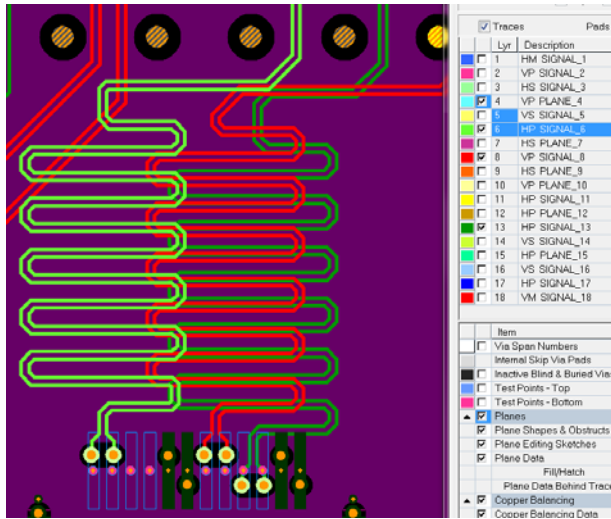 Traces Pads
Lyr Description
1 HM SIGNAL_1
2 VP SIGNAL_2
3 HS SIGNAL_3
4 VP PLANE_4
5 VS SIGNAL_5
6 HP SIGNAL_6
7 HS PLANE_7
8 VP SIGNAL_8
9 HS PLANE_9
10 VP PLANE_10
11 HP SIGNAL_11
12 HP PLANE_12
13 HP SIGNAL_13
14 VS SIGNAL_14
15 HP PLANE_15
16 VS SIGNAL_16
17 HP SIGNAL_17
18 VM SIGNAL_18
Item
Via Span Numbers
Internal Skip Via Pads
Inactive Blind & Buried Vias
Test Points - Top
Test Points - Bottom
Planes
Plane Shapes & Obstructs
Plane Editing Sketches
Plane Data
Fill/Hatch
Plane Data Behind Trace
Copper Balancing
Copper Balancing Data